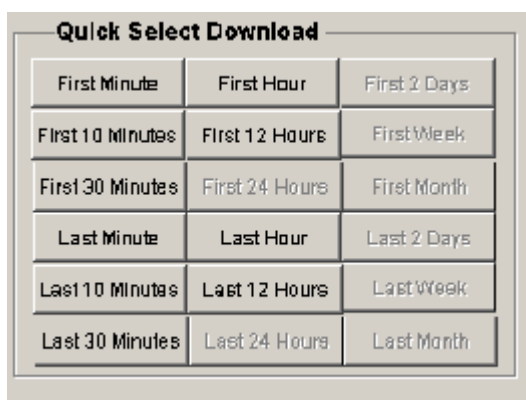 Quick Select Download
First Minute First Hour First 2 Days
First 10 Minutes First 12 Hours First Week
First 30 Minutes First 24 Hours First Month
Last Minute Last Hour Last 2 Days
Last 10 Minutes Last 12 Hours Last Week
Last 30 Minutes Last 24 Hours Last Month